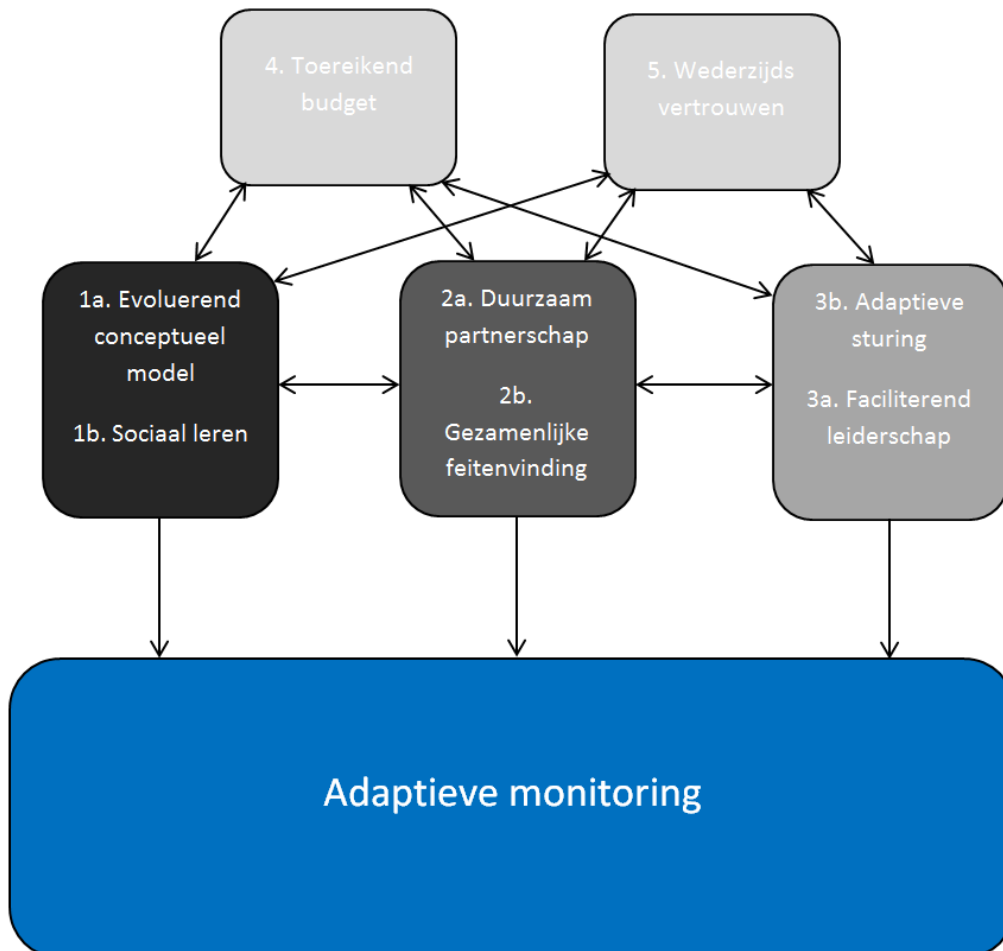 4. Toereikend
budget
5. Wederzijds
vertrouwen
1a. Evoluerend
conceptueel
model
1b. Sociaal leren
2a. Duurzaam
partnerschap
2b.
Gezamenlijke
feitenvinding
3b. Adaptieve
sturing
3a. Faciliterend
leiderschap
Adaptieve monitoring